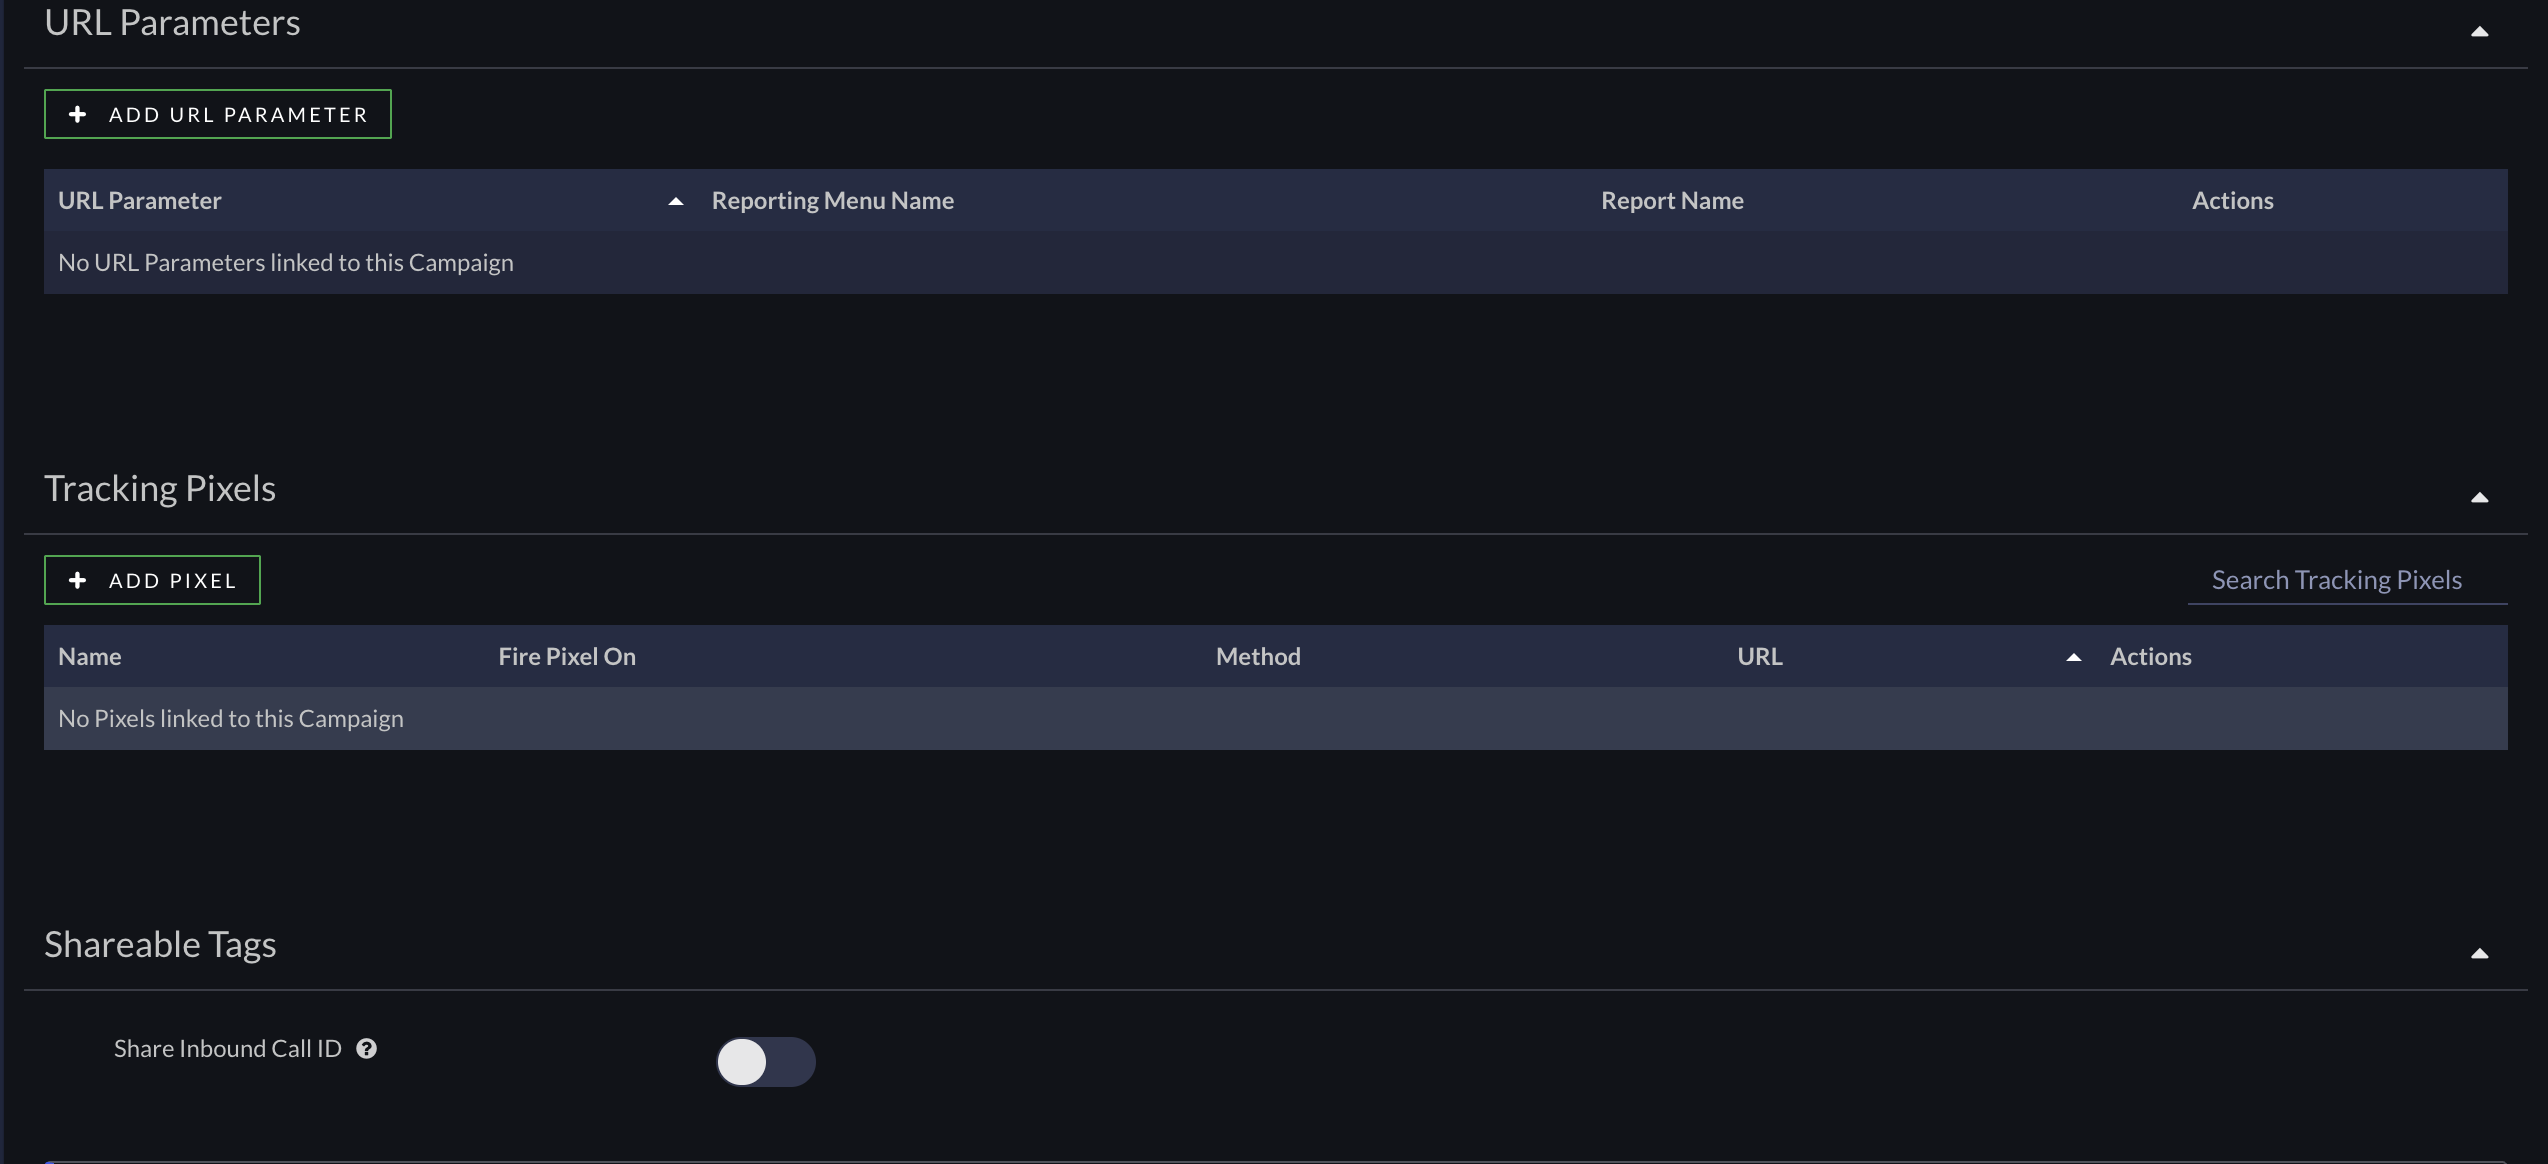 URL Parameters
ADD URL PARAMETER
URL Parameter Reporting Menu Name Report Name Actions
No URL Parameters linked to this Campaign
Tracking Pixels
ADD PIXEL Search Tracking Pixels
Name Fire Pixel On Method URL Actions
No Pixels linked to this Campaign
Shareable Tags
Share Inbound Call ID